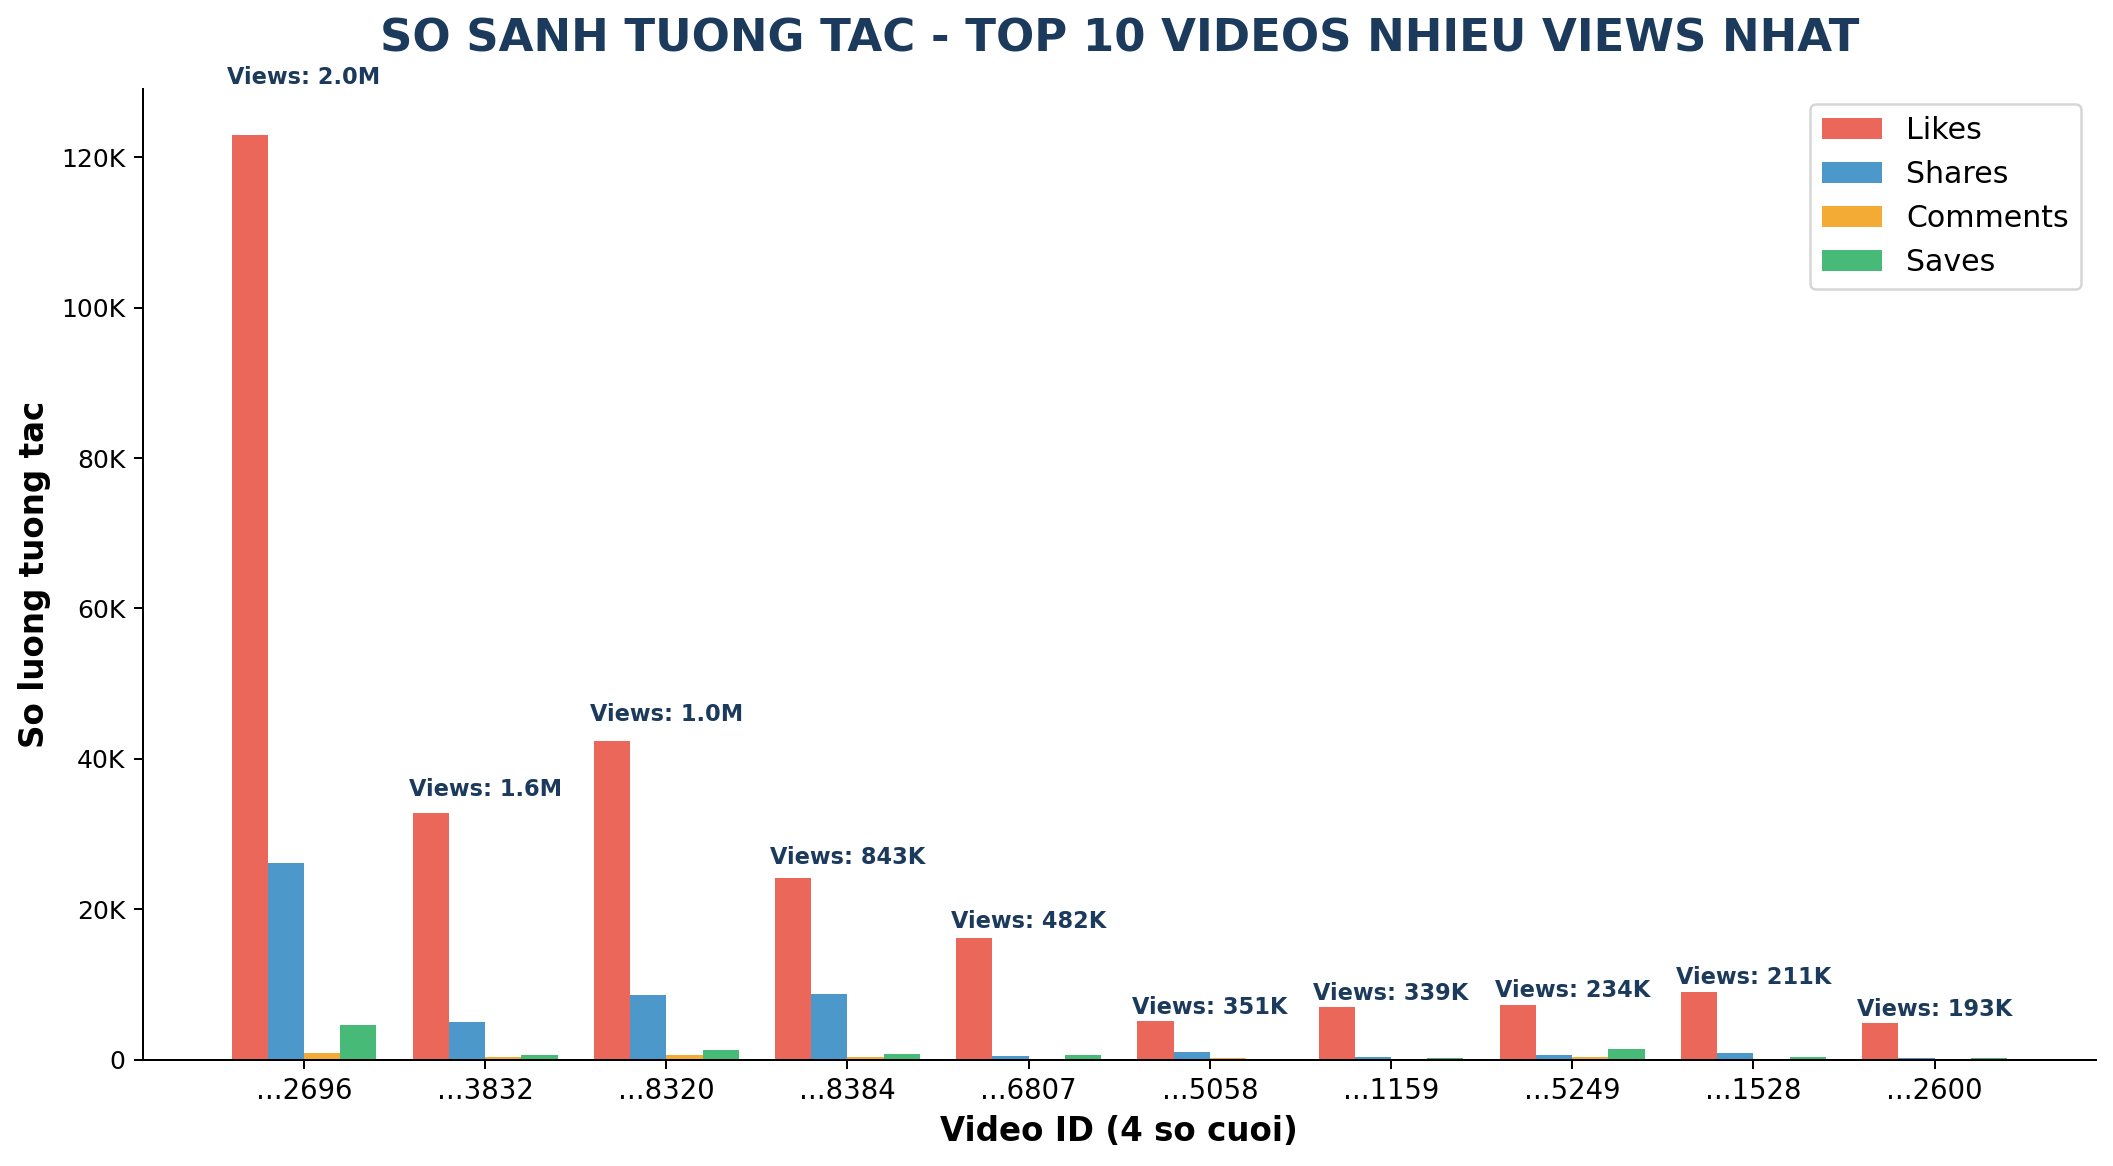 SO SANH TUONG TAC - TOP 10 VIDEOS NHIEU VIEWS NHAT
Views: 2.0M
Likes
Shares
Comments
Saves
120K
100K
80K
60K
40K
20K
0
So luong tuong tac
Views: 1.6M
Views: 1.0M
Views: 843K
Views: 482K
Views: 351K
Views: 339K
Views: 234K
Views: 211K
Views: 193K
...2696
...3832
...8320
...8384
...6807
...5058
...1159
...5249
...1528
...2600
Video ID (4 so cuoi)